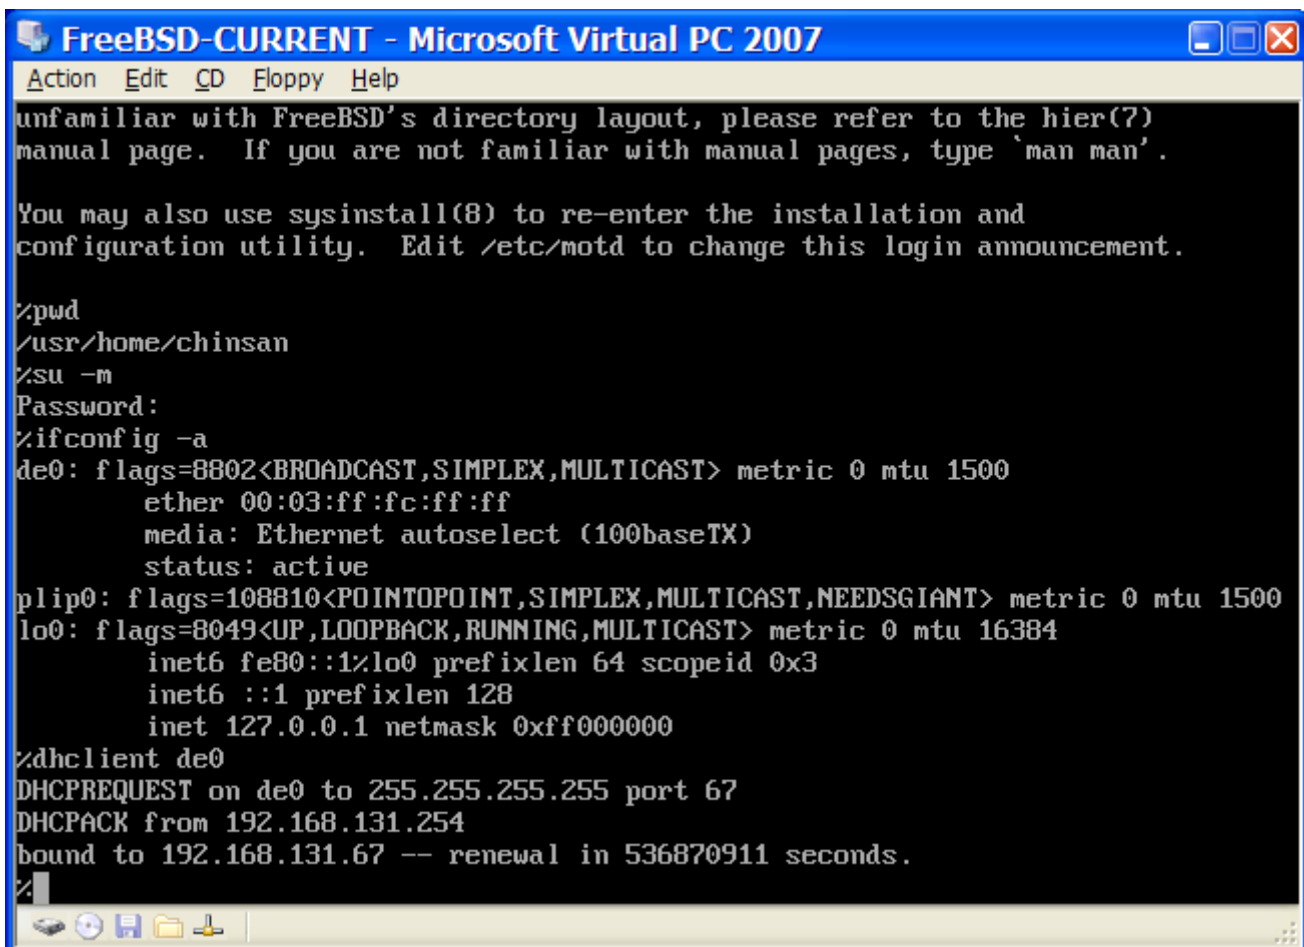 FreeBSD-CURRENT - Microsoft Virtual PC 2007
Action Edit CD Floppy Help
unfamiliar with FreeBSD's directory layout, please refer to the hier(7)
manual page.  If you are not familiar with manual pages, type `man man'.
You may also use sysinstall(8) to re-enter the installation and
configuration utility.  Edit /etc/motd to change this login announcement.
%pwd
/usr/home/chinsan
%su -m
Password:
%ifconfig -a
de0: flags=8802<BROADCAST,SIMPLEX,MULTICAST> metric 0 mtu 1500
        ether 00:03:ff:fc:ff:ff
        media: Ethernet autoselect (100baseTX)
        status: active
plip0: flags=108810<POINTOPOINT,SIMPLEX,MULTICAST,NEEDSGIANT> metric 0 mtu 1500
lo0: flags=8049<UP,LOOPBACK,RUNNING,MULTICAST> metric 0 mtu 16384
        inet6 fe80::1%lo0 prefixlen 64 scopeid 0x3
        inet6 ::1 prefixlen 128
        inet 127.0.0.1 netmask 0xff000000
%dhclient de0
DHCPREQUEST on de0 to 255.255.255.255 port 67
DHCPACK from 192.168.131.254
bound to 192.168.131.67 -- renewal in 536870911 seconds.
%